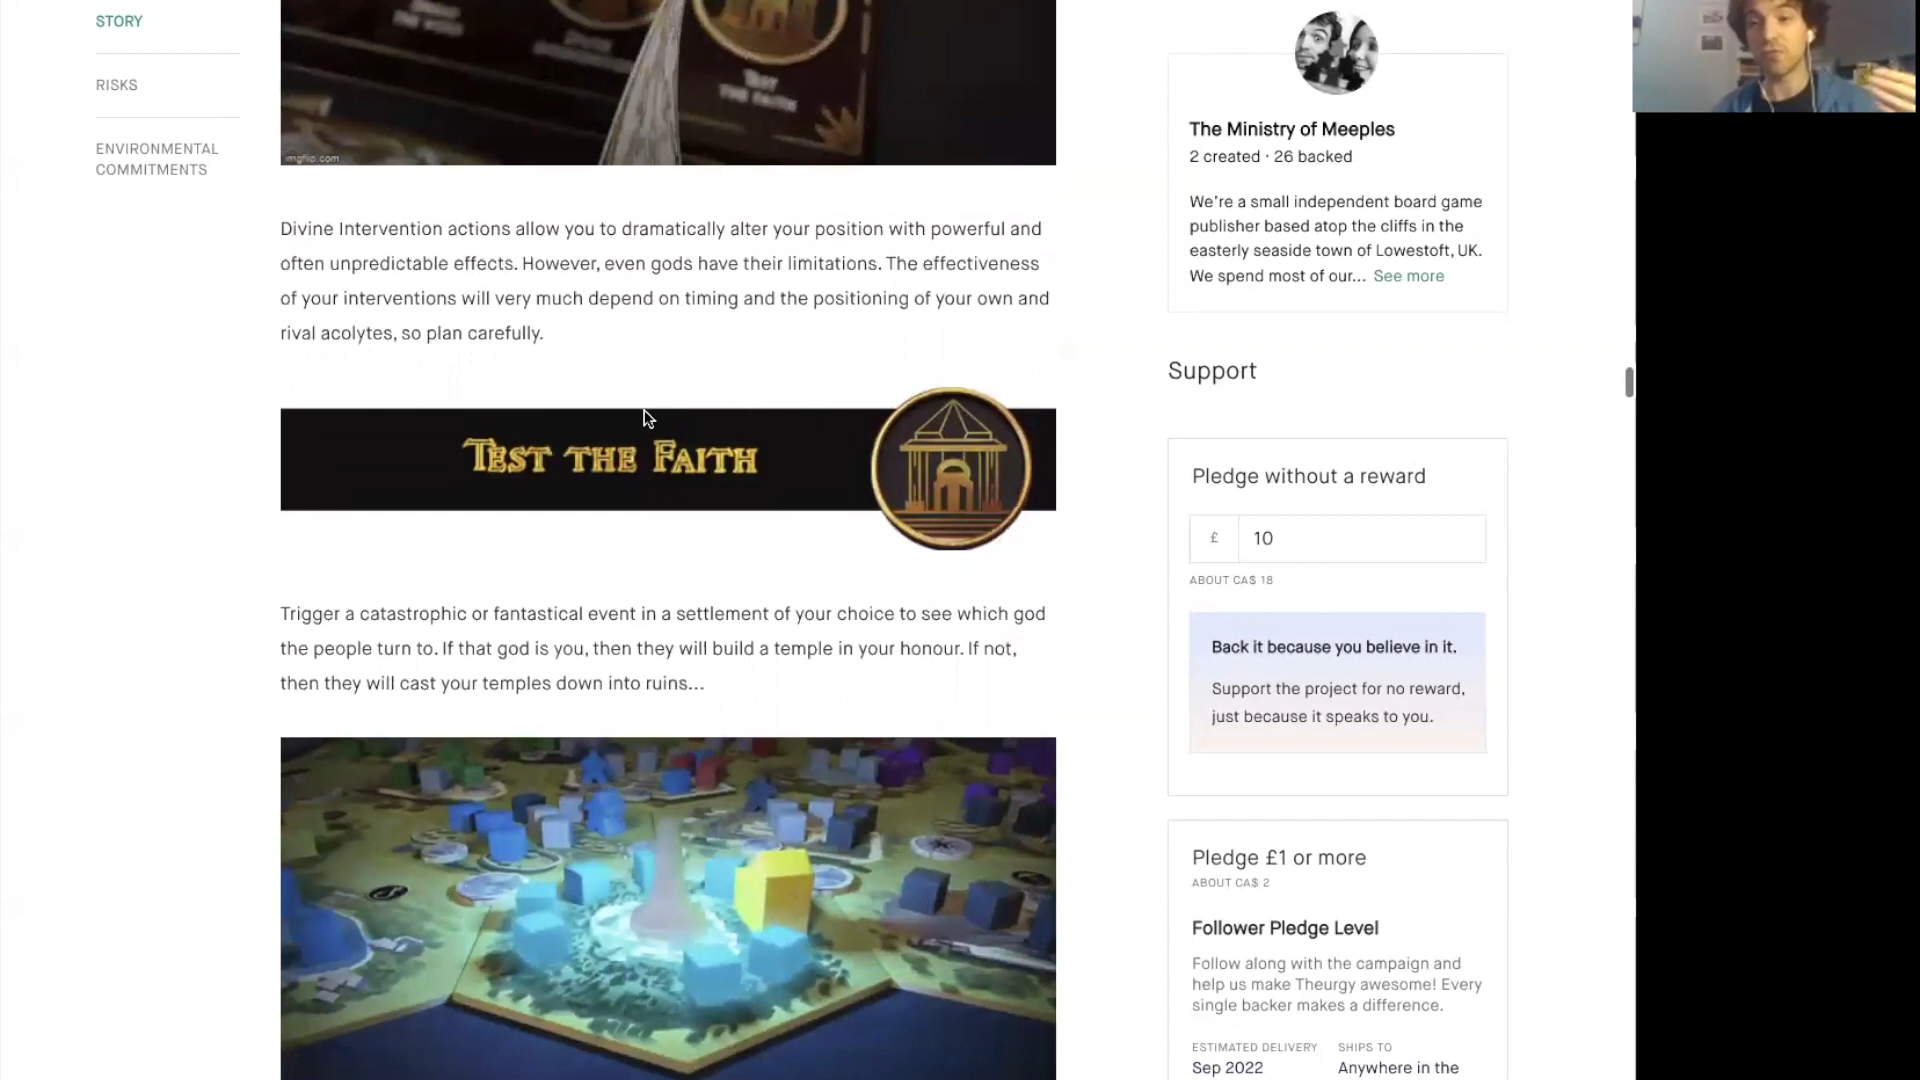 STORY
RISKS
ENVIRONMENTAL
COMMITMENTS
TEST
THE FAITH
imgflip.com
Divine Intervention actions allow you to dramatically alter your position with powerful and
often unpredictable effects. However, even gods have their limitations. The effectiveness
of your interventions will very much depend on timing and the positioning of your own and
rival acolytes, so plan carefully.
TEST THE FAITH
Trigger a catastrophic or fantastical event in a settlement of your choice to see which god
the people turn to. If that god is you, then they will build a temple in your honour. If not,
then they will cast your temples down into ruins...
The Ministry of Meeples
2 created · 26 backed
We're a small independent board game
publisher based atop the cliffs in the
easterly seaside town of Lowestoft, UK.
We spend most of our... See more
Support
Pledge without a reward
£ 10
ABOUT CA$ 18
Back it because you believe in it.
Support the project for no reward,
just because it speaks to you.
Pledge £1 or more
ABOUT CA$ 2
Follower Pledge Level
Follow along with the campaign and
help us make Theurgy awesome! Every
single backer makes a difference.
ESTIMATED DELIVERY SHIPS TO
Sep 2022 Anywhere in the